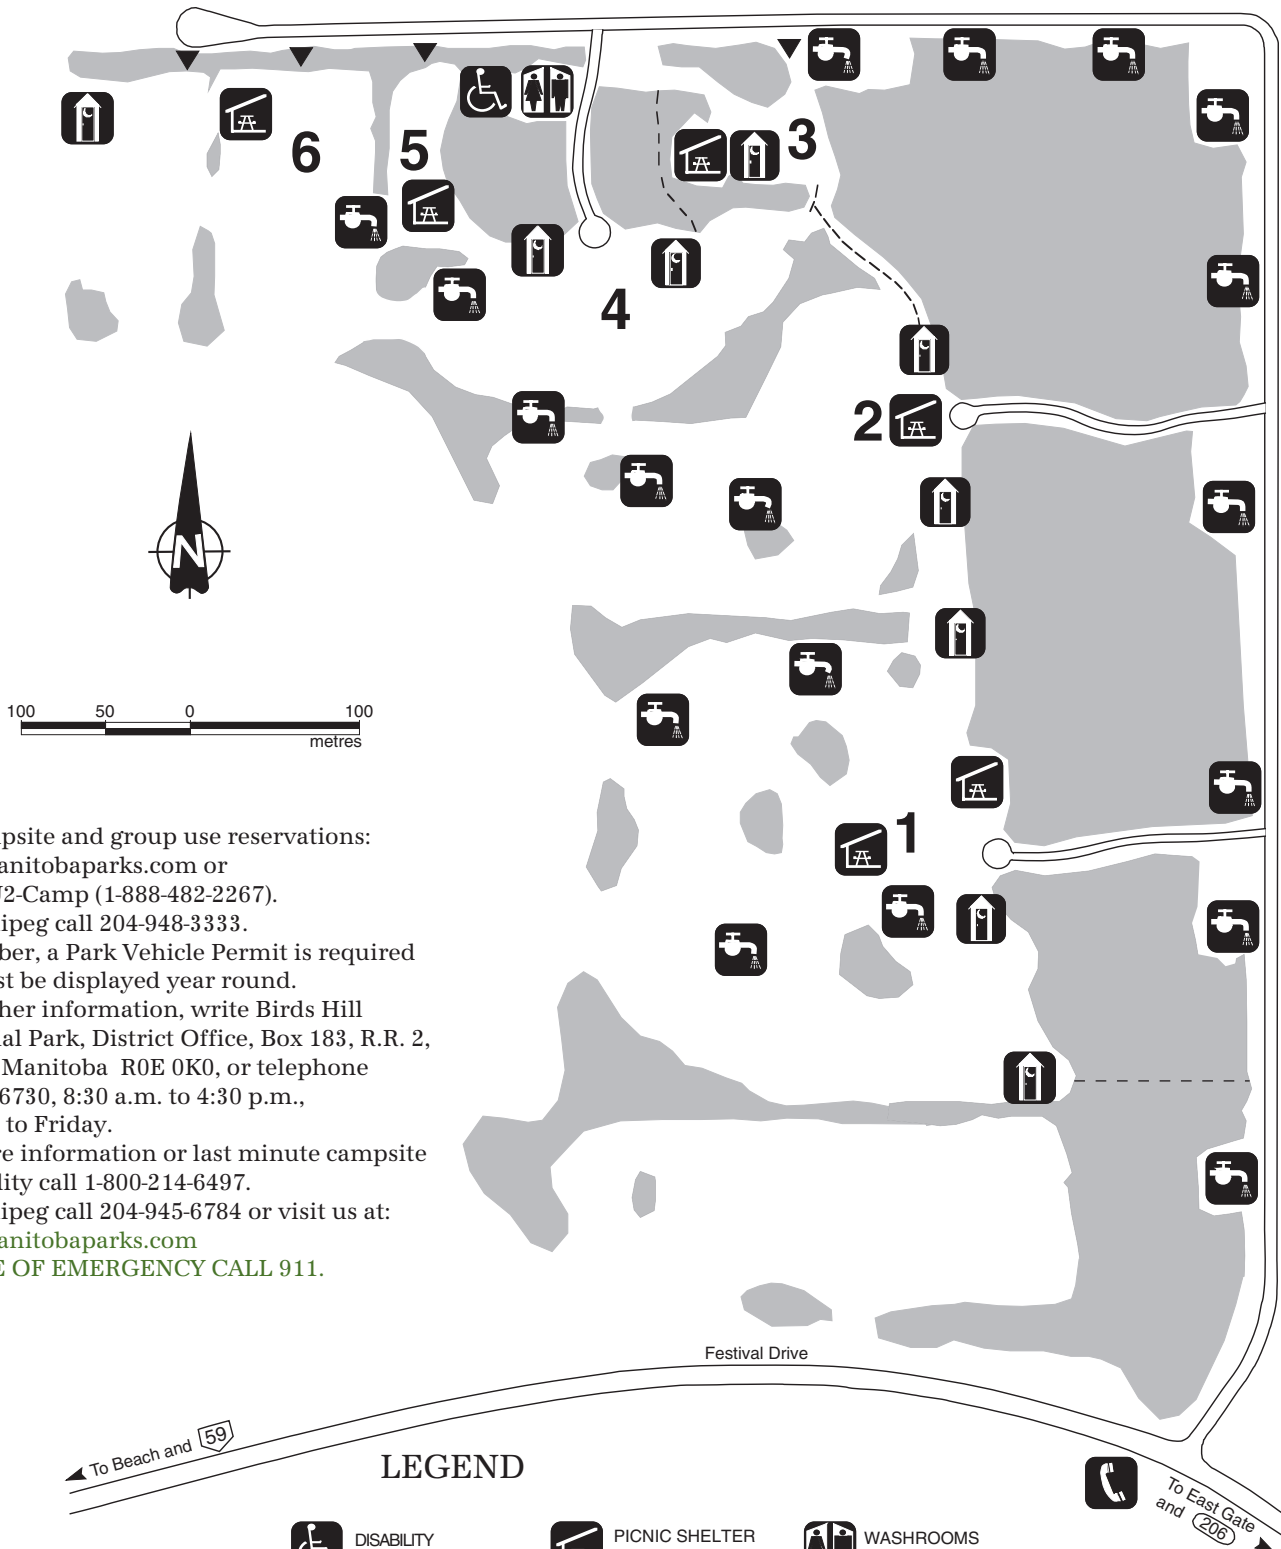 6
5
3
4
2
N
100 50 0 100
metres
1
psite and group use reservations:
anitobaparks.com or
U2-Camp (1-888-482-2267).
ipeg call 204-948-3333.
ber, a Park Vehicle Permit is required
st be displayed year round.
her information, write Birds Hill
al Park, District Office, Box 183, R.R. 2,
Manitoba R0E 0K0, or telephone
6730, 8:30 a.m. to 4:30 p.m.,
to Friday.
re information or last minute campsite
lity call 1-800-214-6497.
ipeg call 204-945-6784 or visit us at:
anitobaparks.com
E OF EMERGENCY CALL 911.
Festival Drive
To Beach and 59
LEGEND
To East Gate
and 206
DISABILITY
PICNIC SHELTER
WASHROOMS